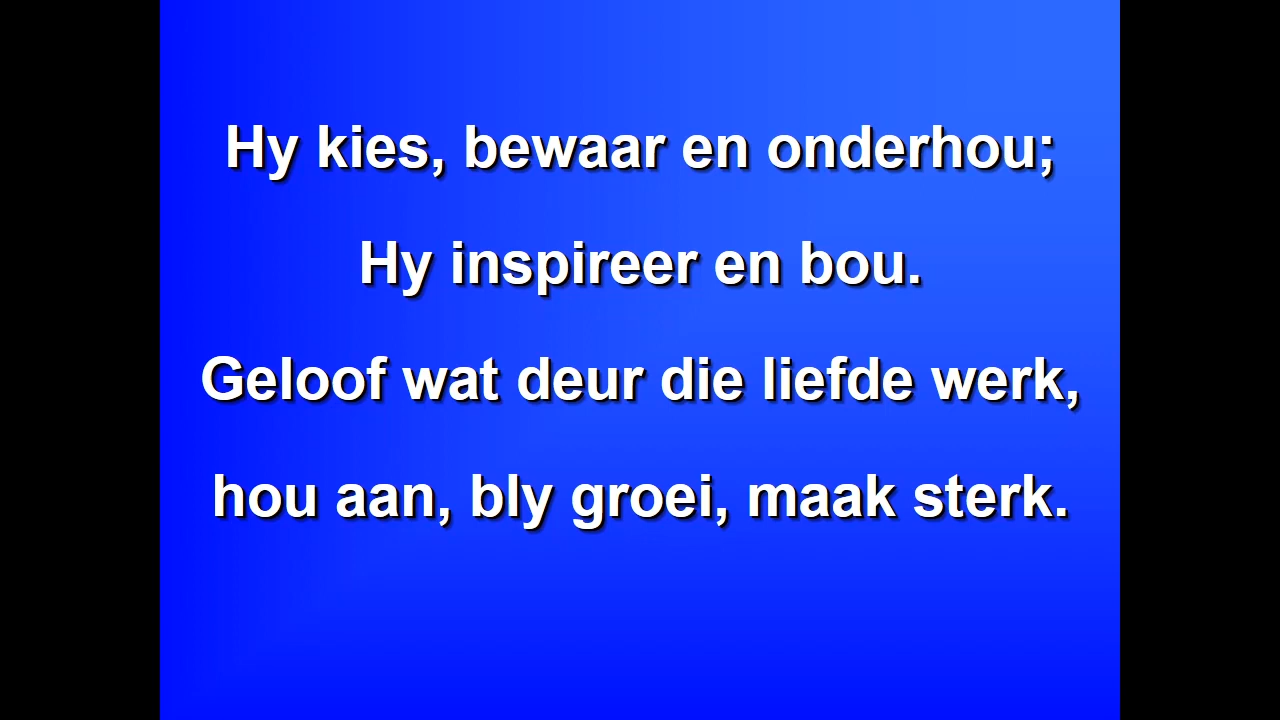 Hy kies, bewaar en onderhou;
Hy inspireer en bou.
Geloof wat deur die liefde werk,
hou aan, bly groei, maak sterk.